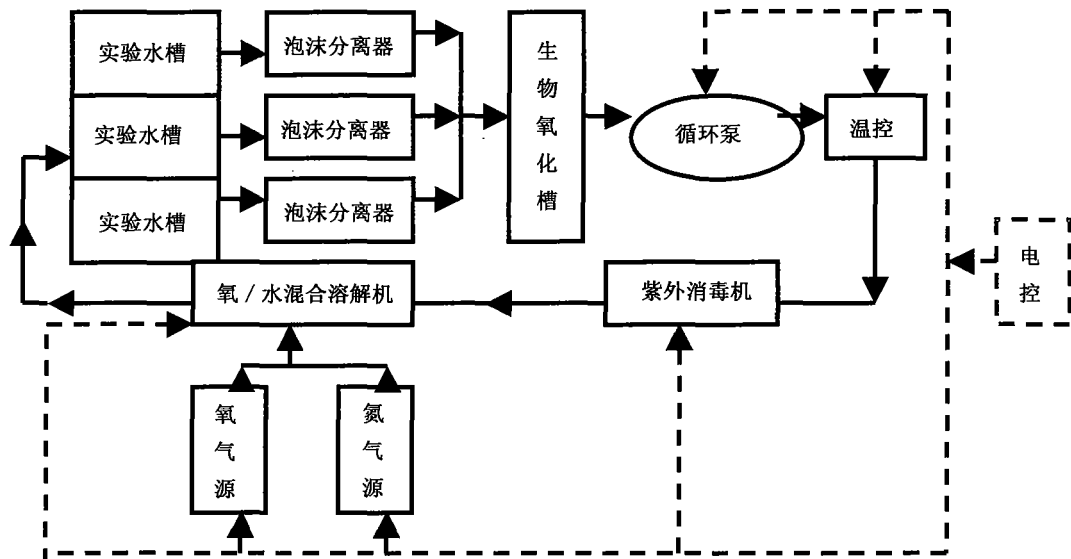 实验水槽
泡沫分离器
实验水槽
泡沫分离器
实验水槽
泡沫分离器
生物氧化槽
循环泵
温控
电控
氧/水混合溶解机
紫外消毒机
氧气源
氮气源